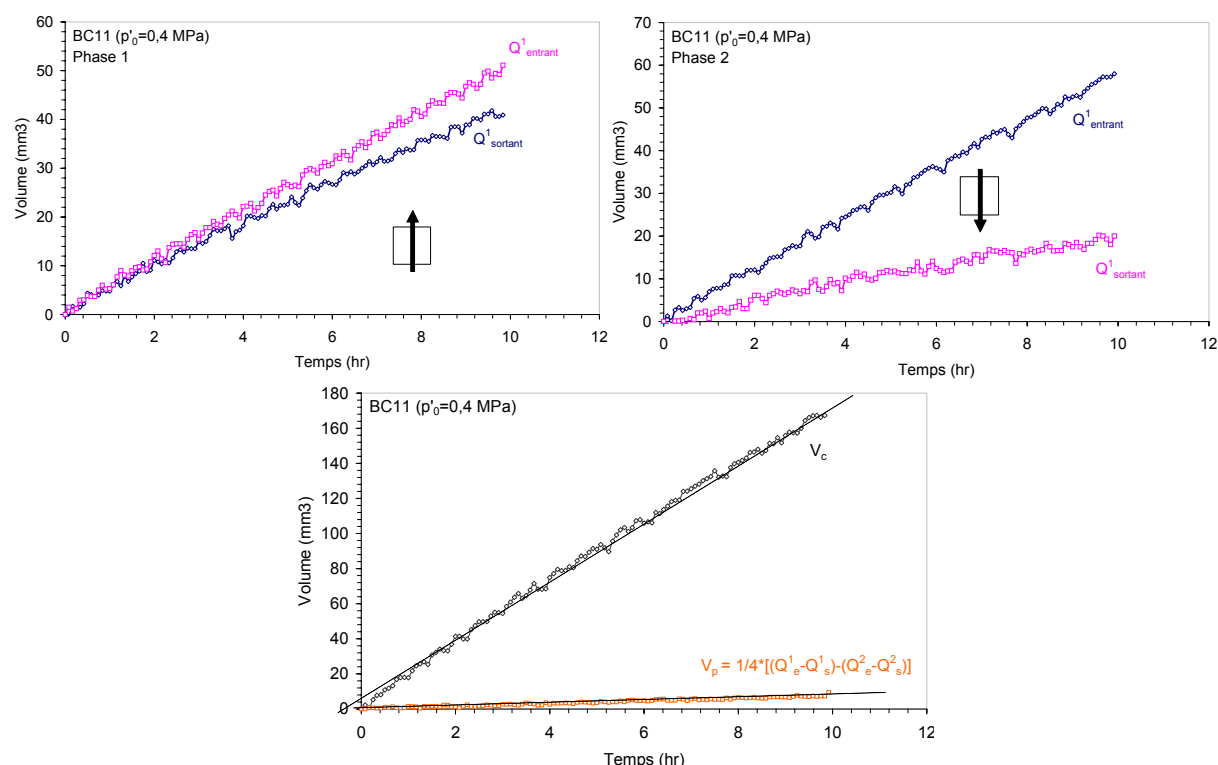 BC11 (p'0=0,4 MPa)
Phase 1
Q1entrant
Q1sortant
Volume (mm3)
60
50
40
30
20
10
0
0 2 4 6 8 10 12
Temps (hr)
BC11 (p'0=0,4 MPa)
Phase 2
Q1entrant
Q1sortant
Volume (mm3)
70
60
50
40
30
20
10
0
0 2 4 6 8 10 12
Temps (hr)
BC11 (p'0=0,4 MPa)
Vc
Vp = 1/4*[(Q1e-Q1s)-(Q2e-Q2s)]
Volume (mm3)
180
160
140
120
100
80
60
40
20
0
0 2 4 6 8 10 12
Temps (hr)